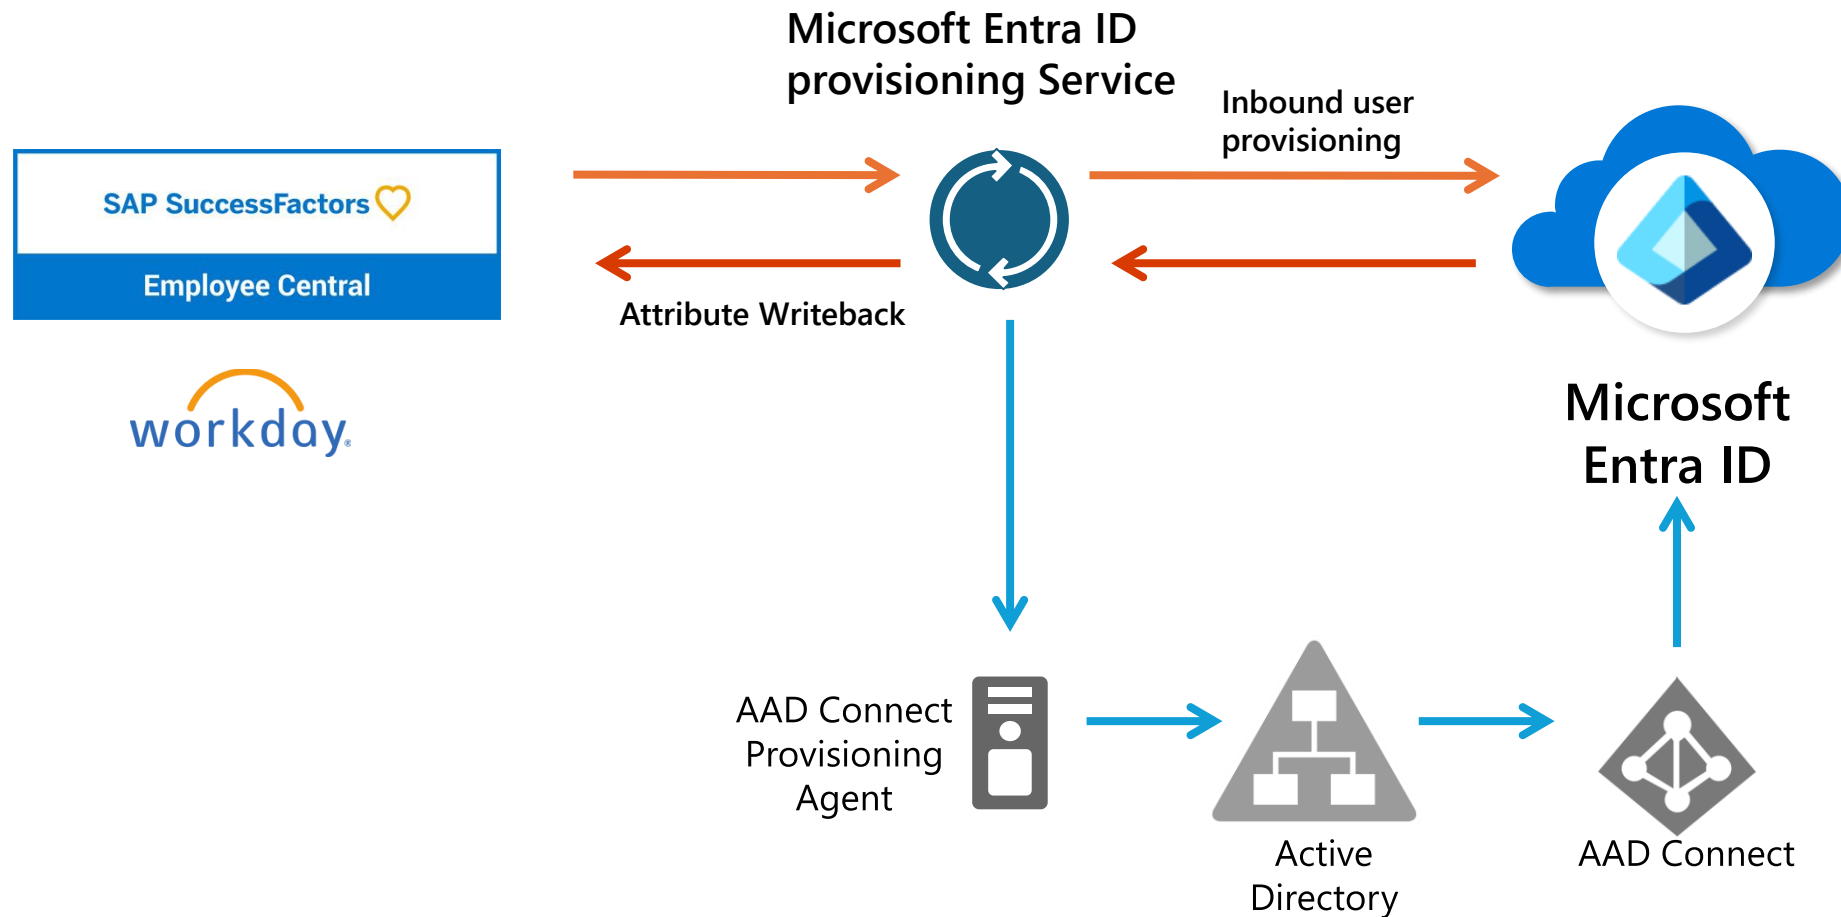 Microsoft Entra ID
provisioning Service
Inbound user
provisioning
SAP SuccessFactors
Employee Central
Attribute Writeback
workday®
Microsoft
Entra ID
AAD Connect
Provisioning
Agent
Active
Directory
AAD Connect